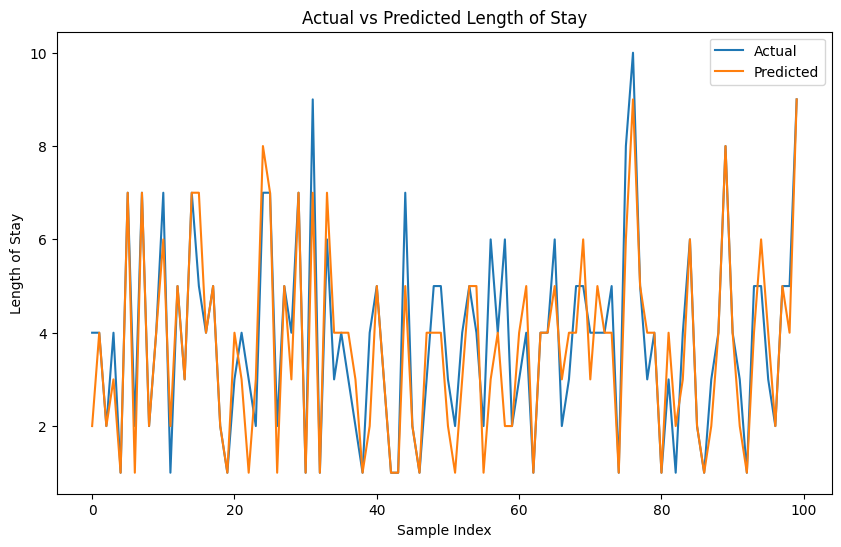 Actual vs Predicted Length of Stay
Actual
Predicted
10
8
6
4
2
Length of Stay
0
20
40
60
80
100
Sample Index